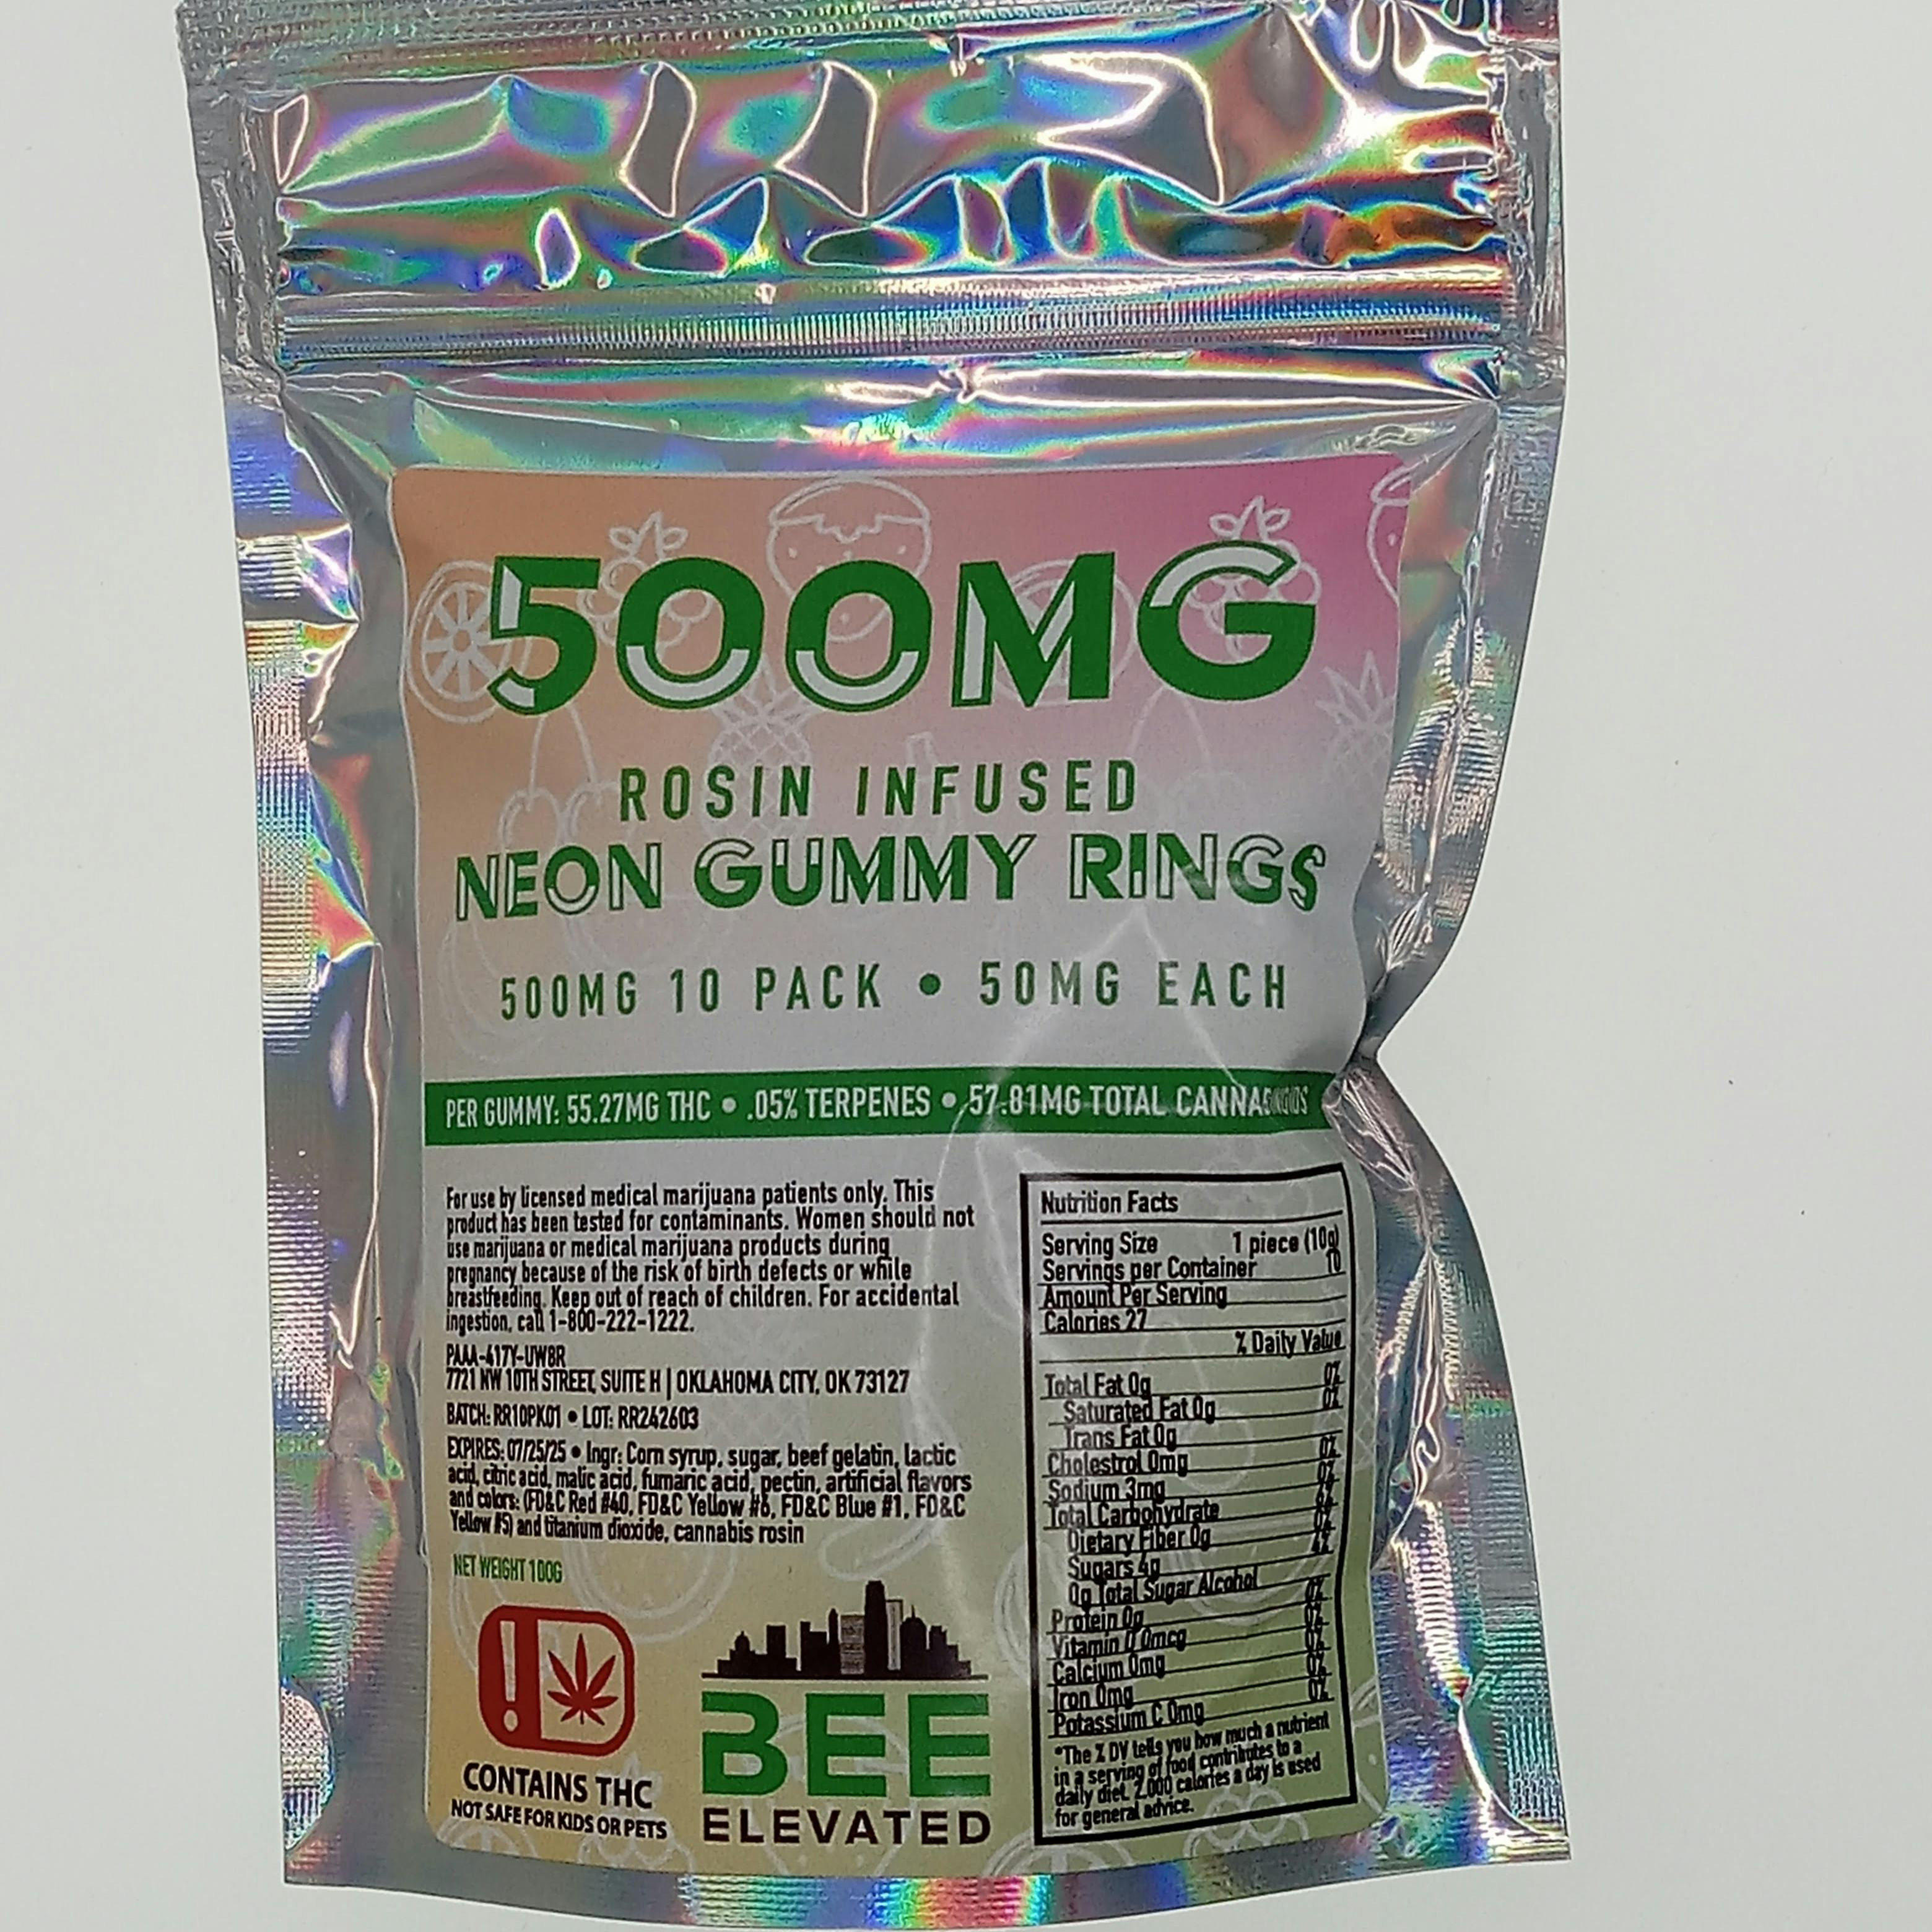 500MG
ROSIN INFUSED
NEON GUMMY RINGS
500MG 10 PACK • 50MG EACH
PER GUMMY: 55.27MG THC • .05% TERPENES • 57.81MG TOTAL CANNABINOIDS
For use by licensed medical marijuana patients only. This
product has been tested for contaminants. Women should not
use marijuana or medical marijuana products during
pregnancy because of the risk of birth defects or while
breastfeeding. Keep out of reach of children. For accidental
ingestion, call 1-800-222-1222.
PAAA-417Y-UW8R
7721 NW 10TH STREET, SUITE H | OKLAHOMA CITY, OK 73127
BATCH: RR10PK01 • LOT: RR242603
EXPIRES: 07/25/25 • Ingr: Corn syrup, sugar, beef gelatin, lactic
acid, citric acid, malic acid, fumaric acid, pectin, artificial flavors
and colors: (FD&C Red #40, FD&C Yellow #6, FD&C Blue #1, FD&C
Yellow #5) and titanium dioxide, cannabis rosin
NET WEIGHT 100G
CONTAINS THC
NOT SAFE FOR KIDS OR PETS
BEE
ELEVATED
Nutrition Facts
Serving Size 1 piece (10g)
Servings per Container 10
Amount Per Serving
Calories 27
% Daily Value
Total Fat 0g 0%
Saturated Fat 0g 0%
Trans Fat 0g
Cholestrol 0mg 0%
Sodium 3mg 0%
Total Carbohydrate
Dietary Fiber 0g
Sugars 4g
0g Total Sugar Alcohol
Protein 0g 0%
Vitamin D 0mcg 0%
Calcium 0mg 0%
Iron 0mg 0%
Potassium C 0mg 0%
*The % DV tells you how much a nutrient
in a serving of food contributes to a
daily diet. 2,000 calories a day is used
for general advice.